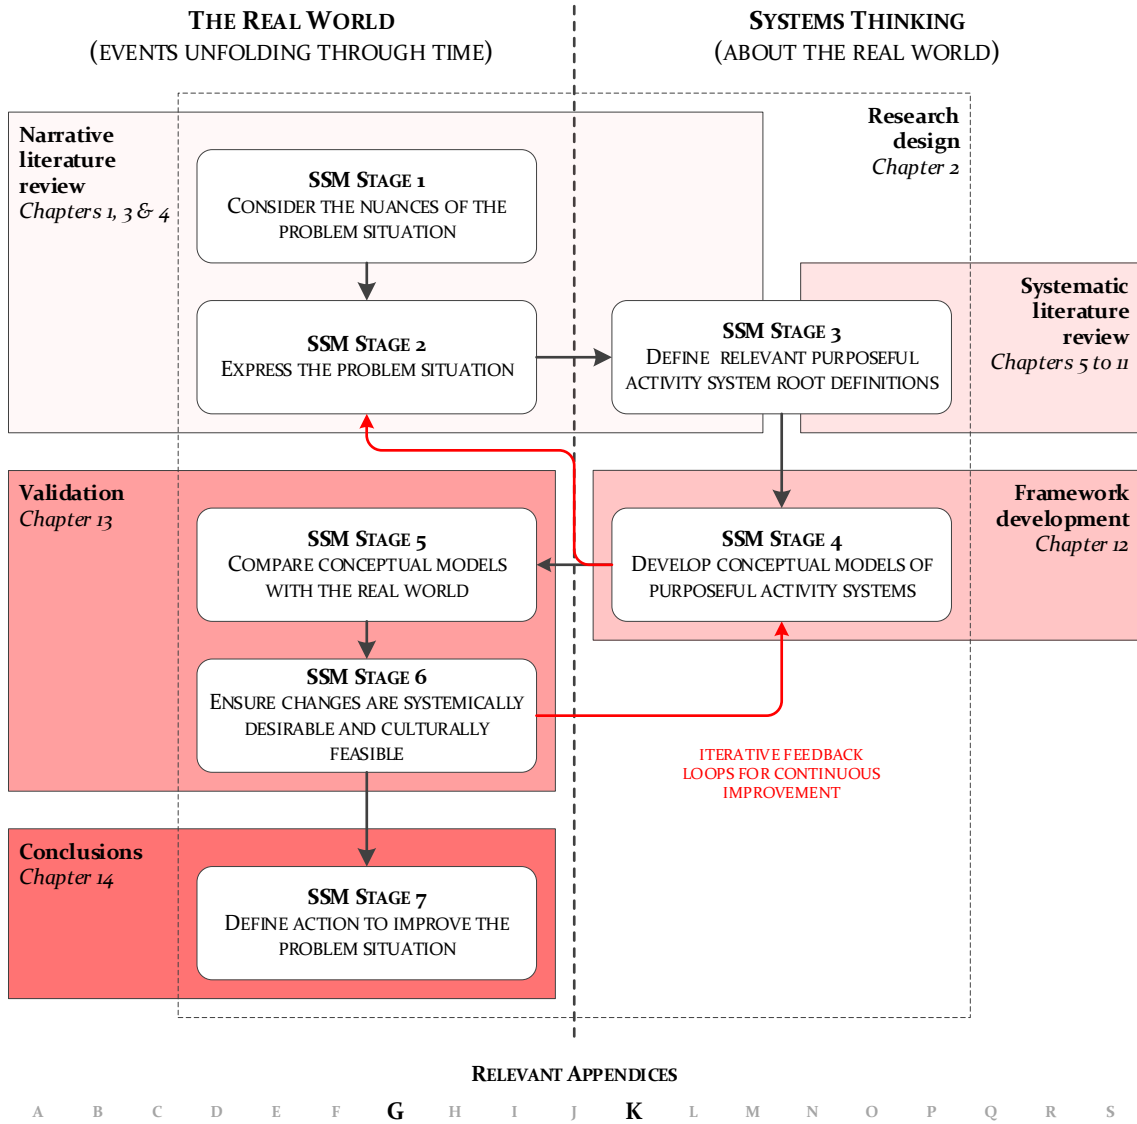 THE REAL WORLD
(EVENTS UNFOLDING THROUGH TIME)
SYSTEMS THINKING
(ABOUT THE REAL WORLD)
Narrative
literature
review
Chapters 1, 3 & 4
Research
design
Chapter 2
SSM STAGE 1
CONSIDER THE NUANCES OF THE
PROBLEM SITUATION
SSM STAGE 2
EXPRESS THE PROBLEM SITUATION
SSM STAGE 3
DEFINE RELEVANT PURPOSEFUL
ACTIVITY SYSTEM ROOT DEFINITIONS
Systematic
literature
review
Chapters 5 to 11
Validation
Chapter 13
Framework
development
Chapter 12
SSM STAGE 5
COMPARE CONCEPTUAL MODELS
WITH THE REAL WORLD
SSM STAGE 4
DEVELOP CONCEPTUAL MODELS OF
PURPOSEFUL ACTIVITY SYSTEMS
SSM STAGE 6
ENSURE CHANGES ARE SYSTEMICALLY
DESIRABLE AND CULTURALLY
FEASIBLE
ITERATIVE FEEDBACK
LOOPS FOR CONTINUOUS
IMPROVEMENT
Conclusions
Chapter 14
SSM STAGE 7
DEFINE ACTION TO IMPROVE THE
PROBLEM SITUATION
RELEVANT APPENDICES
A B C D E F G H I J K L M N O P Q R S